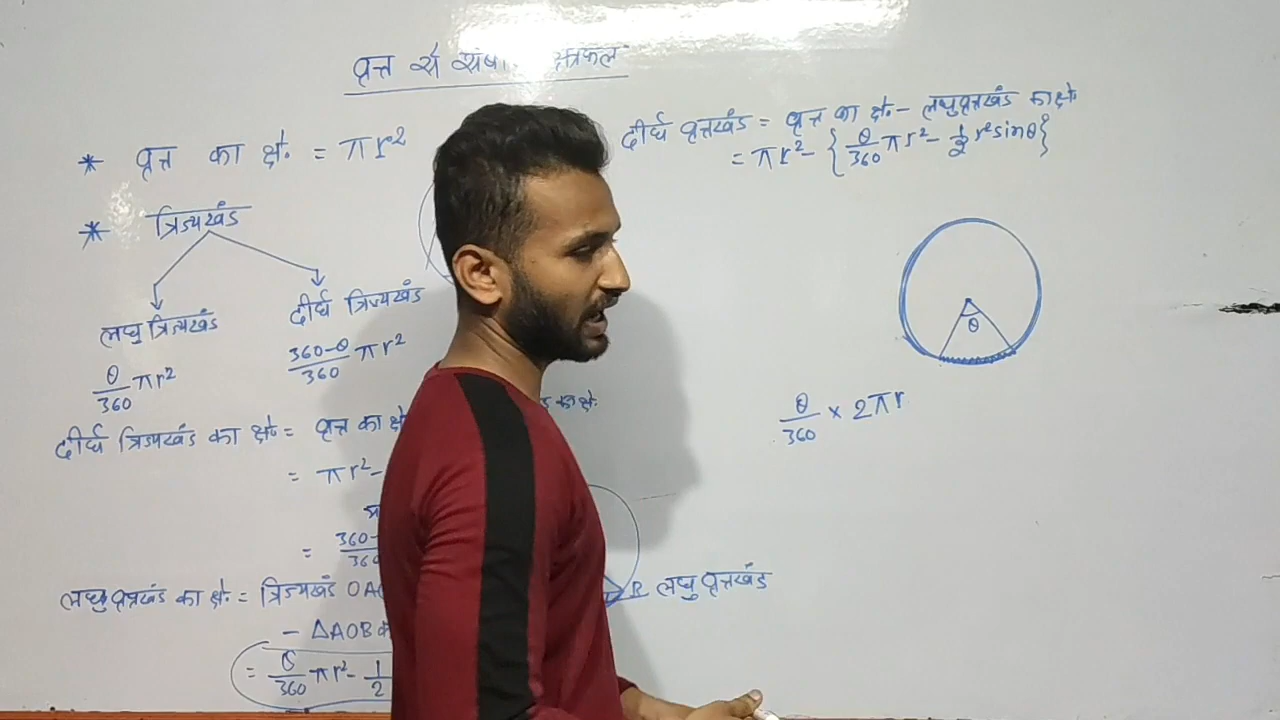 वृत्त से क्षेत्रफल
* वृत्त का क्षे॰ = πr²
* त्रिज्यखंड
लघु त्रिज्यखंड
θ/360 πr²
दीर्घ त्रिज्यखंड
360-θ/360 πr²
दीर्घ त्रिज्यखंड का क्षे॰ = वृत्त का क्षे॰
का क्षे॰
= πr² -
= 360-/360
लघु वृत्तखंड का क्षे॰ = त्रिज्यखंड OA
- ΔAOB
= θ/360 πr² - 1/2
B लघु वृत्तखंड
दीर्घ वृत्तखंड = वृत्त का क्षे॰ - लघु वृत्तखंड का क्षे॰
= πr² - {θ/360 πr² - 1/2 r² sinθ}
θ
θ/360 × 2πr